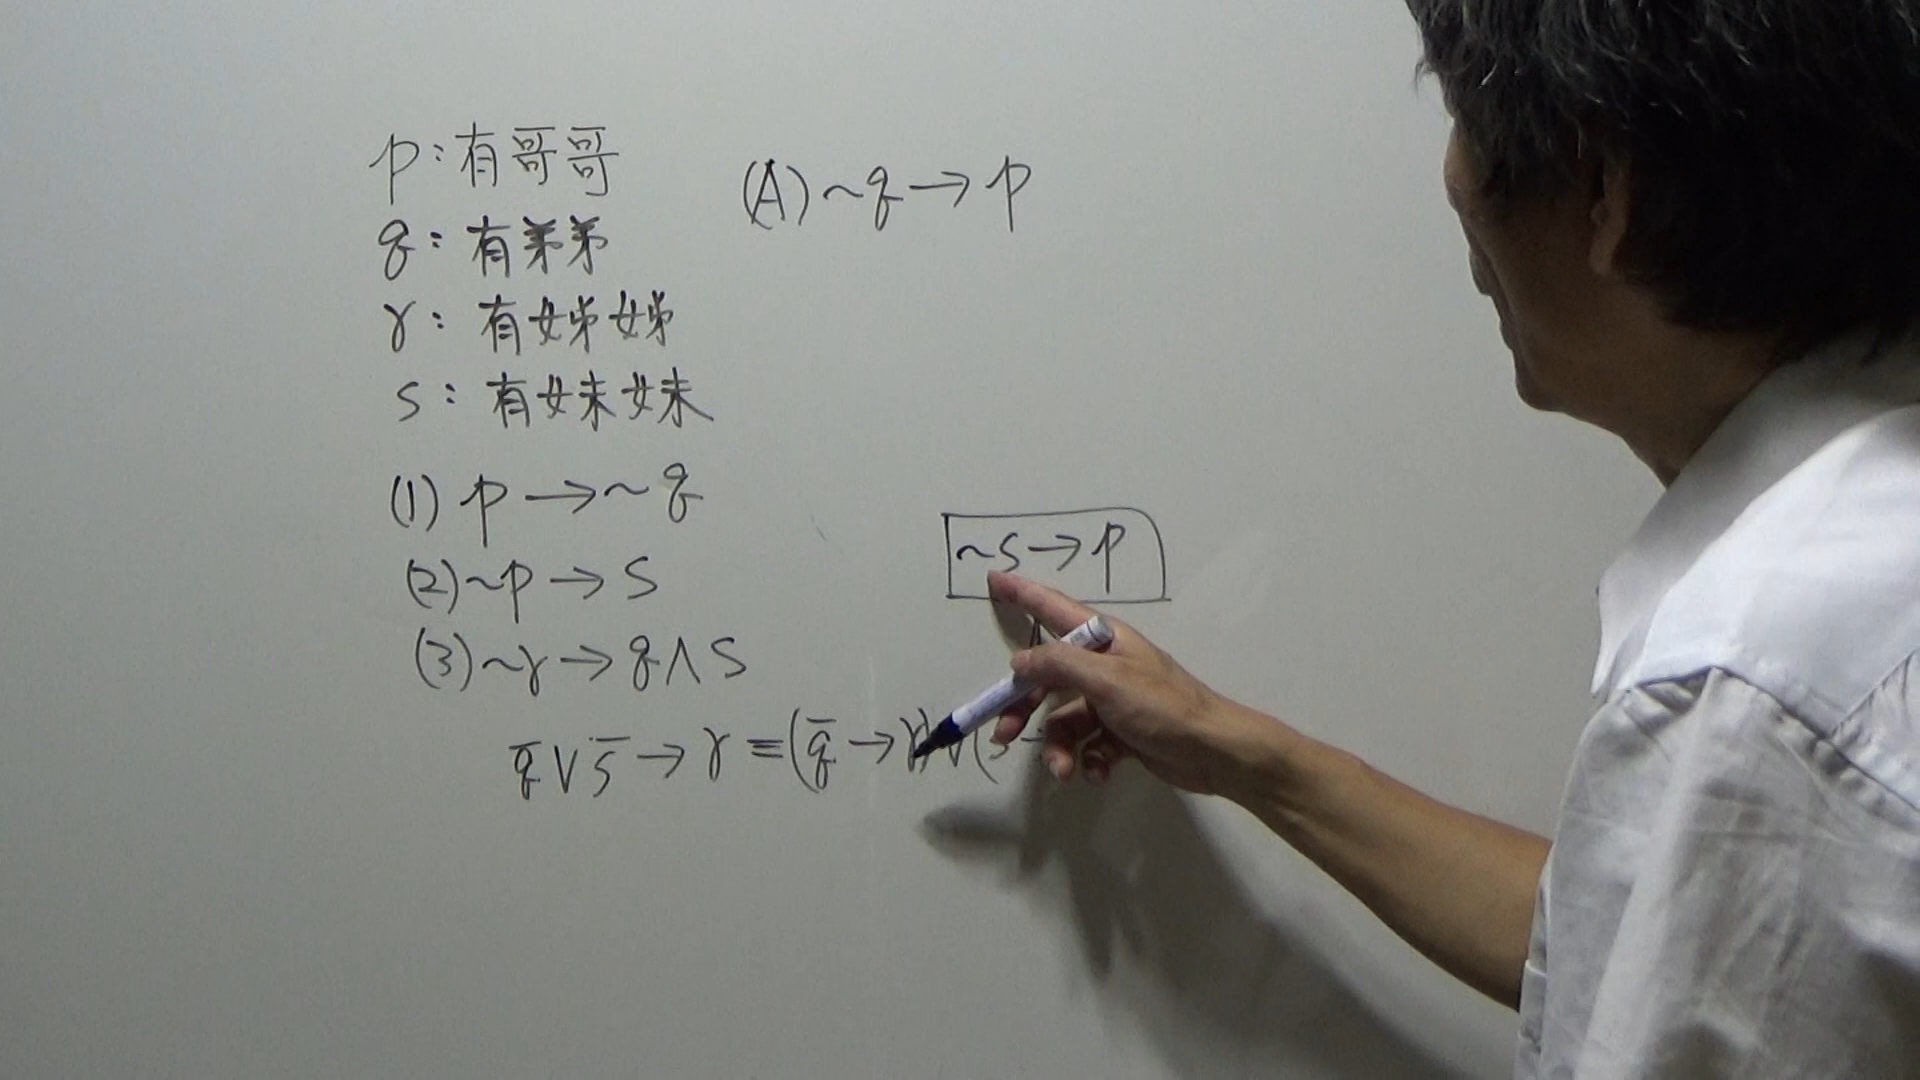 p：有哥哥
q：有弟弟
r：有姊姊
s：有妹妹
(A) ~q → p
(1) p → ~q
(2) ~p → s
(3) ~r → q ∧ s
~s → p
q̅ ∨ s̅ → r ≡ (q̅ → r) ∨ (s̅ →